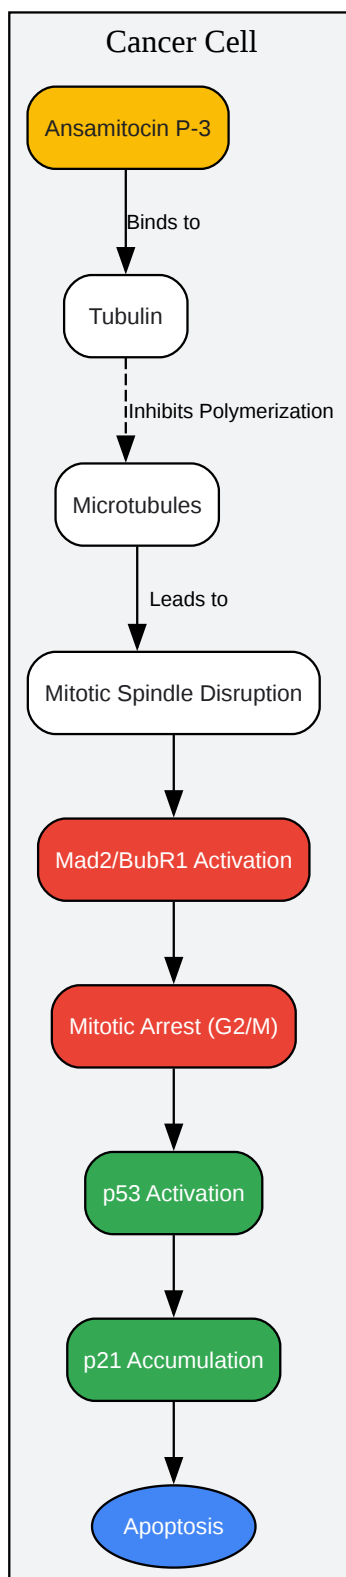 Cancer Cell
Ansamitocin P-3
Binds to
Tubulin
Inhibits Polymerization
Microtubules
Leads to
Mitotic Spindle Disruption
Mad2/BubR1 Activation
Mitotic Arrest (G2/M)
p53 Activation
p21 Accumulation
Apoptosis